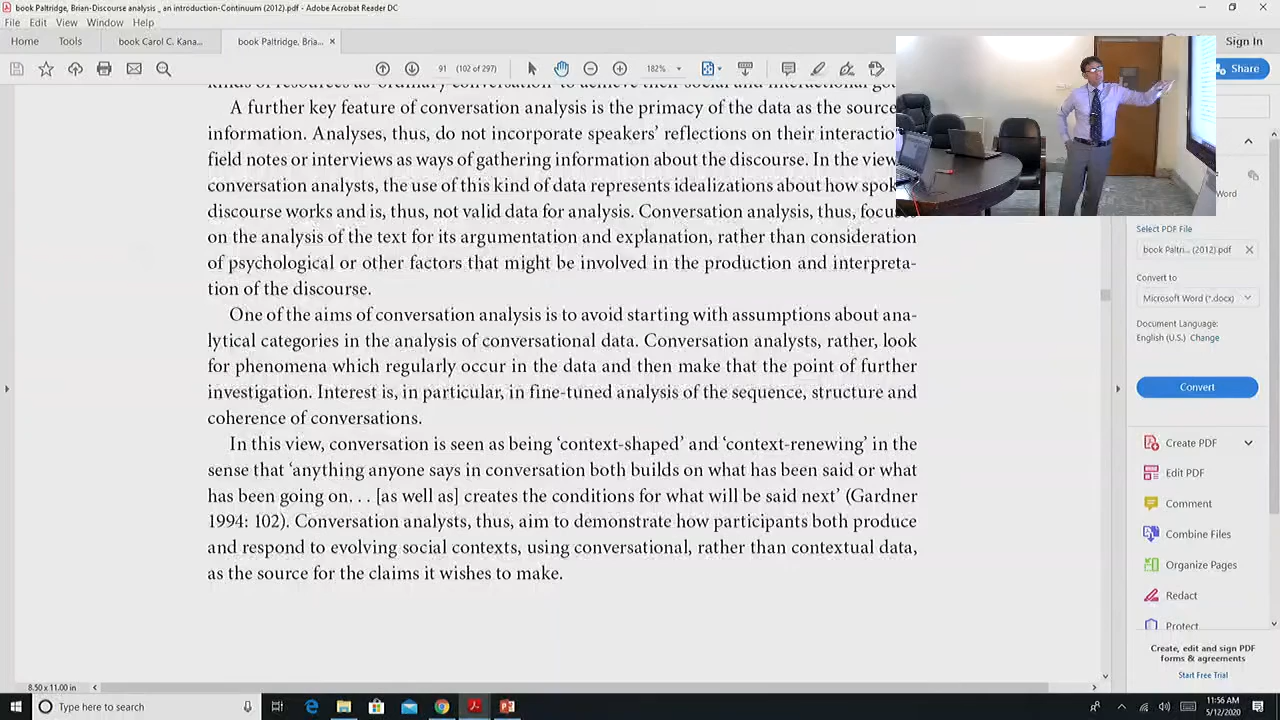 book Paltridge, Brian-Discourse analysis _ an introduction-Continuum (2012).pdf - Adobe Acrobat Reader DC
File Edit View Window Help
Home Tools book Carol C. Kana... book Paltridge, Bria... × Sign In
91 (102 of 297) 182% Share
A further key feature of conversation analysis is the primacy of the data as the source
information. Analyses, thus, do not incorporate speakers' reflections on their
field notes or interviews as ways of gathering information about the discourse. In the view
conversation analysts, the use of this kind of data represents idealizations about how
discourse works and is, thus, not valid data for analysis. Conversation analysis, thus,
on the analysis of the text for its argumentation and explanation, rather than consideration
of psychological or other factors that might be involved in the production and interpreta-
tion of the discourse.
One of the aims of conversation analysis is to avoid starting with assumptions about ana-
lytical categories in the analysis of conversational data. Conversation analysts, rather, look
for phenomena which regularly occur in the data and then make that the point of further
investigation. Interest is, in particular, in fine-tuned analysis of the sequence, structure and
coherence of conversations.
In this view, conversation is seen as being 'context-shaped' and 'context-renewing' in the
sense that 'anything anyone says in conversation both builds on what has been said or what
has been going on. . . [as well as] creates the conditions for what will be said next' (Gardner
1994: 102). Conversation analysts, thus, aim to demonstrate how participants both produce
and respond to evolving social contexts, using conversational, rather than contextual data,
as the source for the claims it wishes to make.
Word
Select PDF File
book Paltri... (2012).pdf
Convert to
Microsoft Word (*.docx)
Document Language:
English (U.S.) Change
Convert
Create PDF
Edit PDF
Comment
Combine Files
Organize Pages
Redact
Protect
Create, edit and sign PDF
forms & agreements
Start Free Trial
8.50 x 11.00 in
Type here to search
11:56 AM
5/12/2020